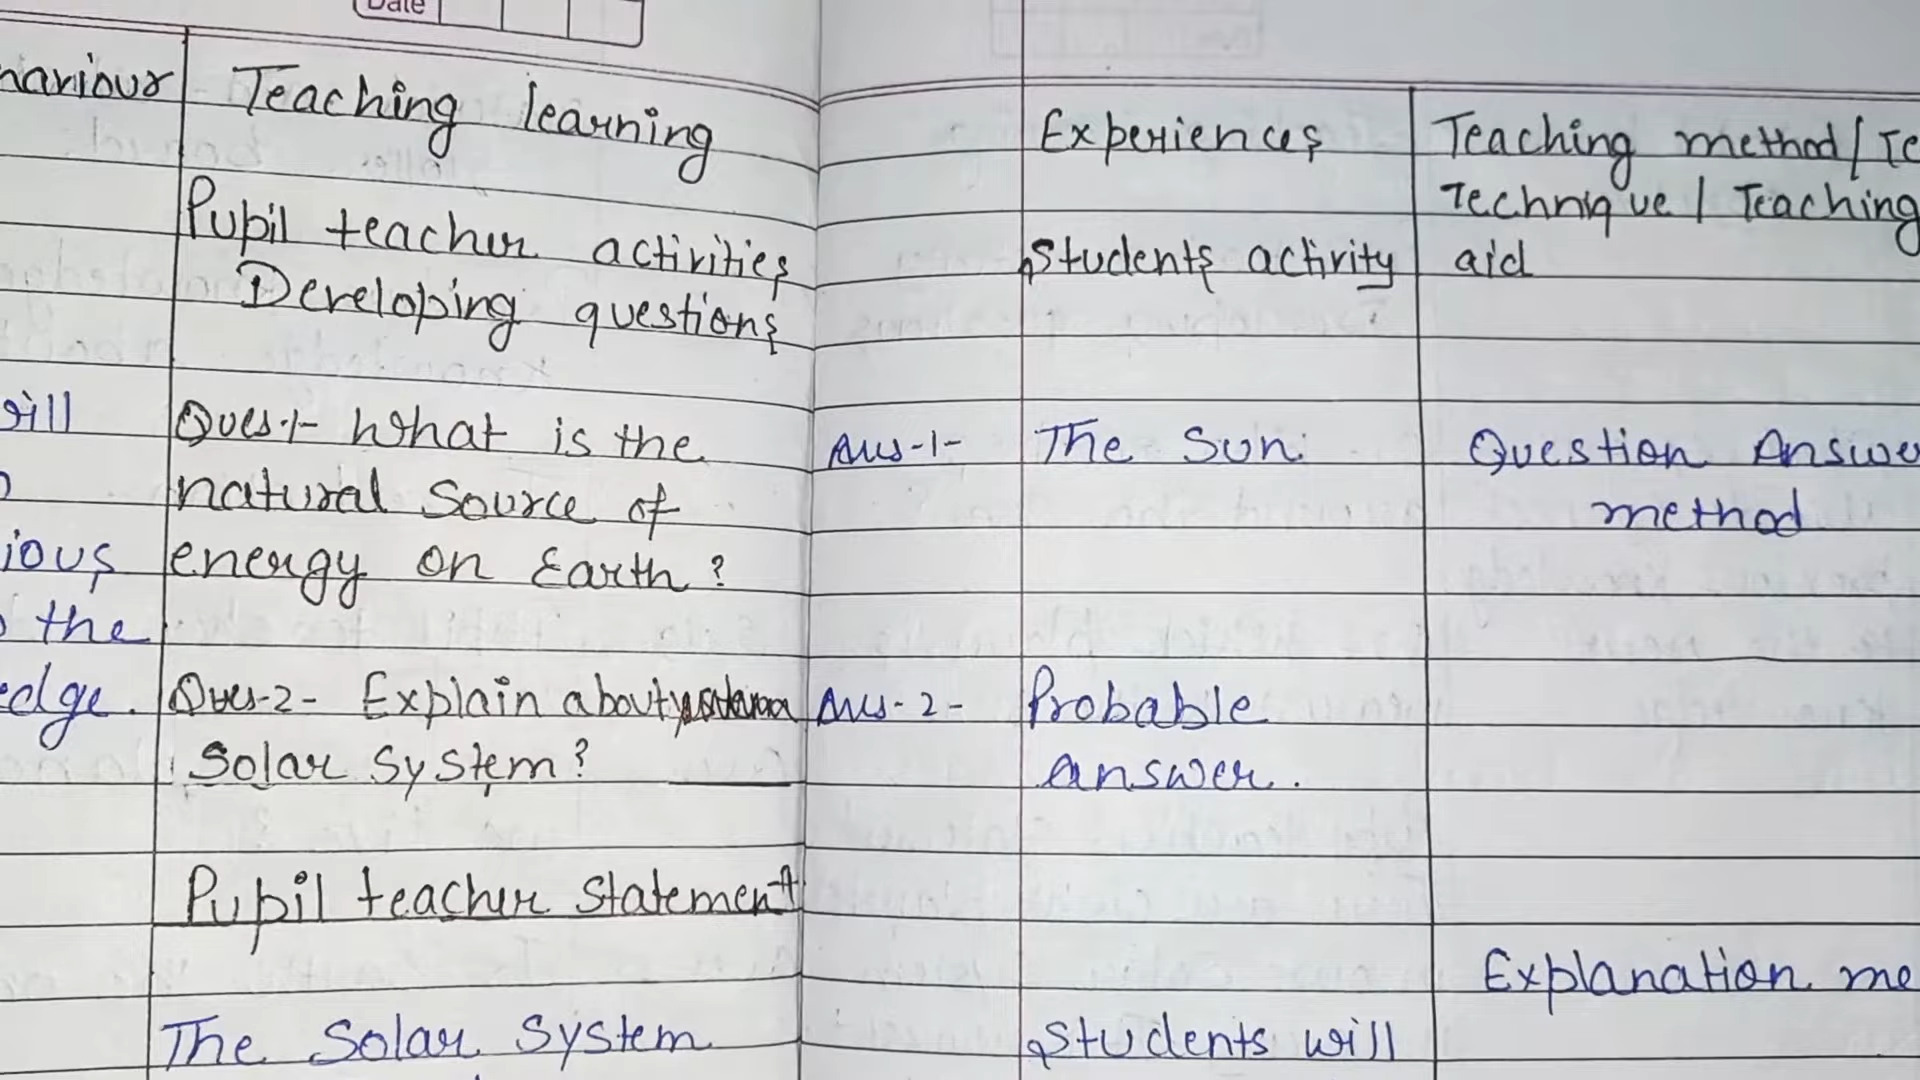 Date
haviour Teaching learning Experiences Teaching method/Te
Technique / Teaching
Pupil teacher activities Students activity aid
Developing questions
will Ques.1- What is the Ans-1- The Sun. Question Answe
natural source of method
ious energy on Earth?
the
edge. Ques-2- Explain about Ans-2- Probable
Solar System? answer.
Pupil teacher statement
Explanation me
The Solar System Students will